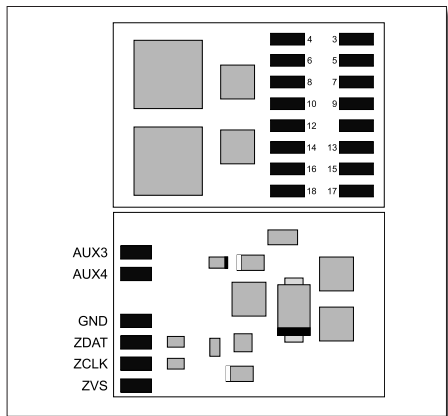 4 3
6 5
8 7
10 9
12
14 13
16 15
18 17
AUX3
AUX4
GND
ZDAT
ZCLK
ZVS